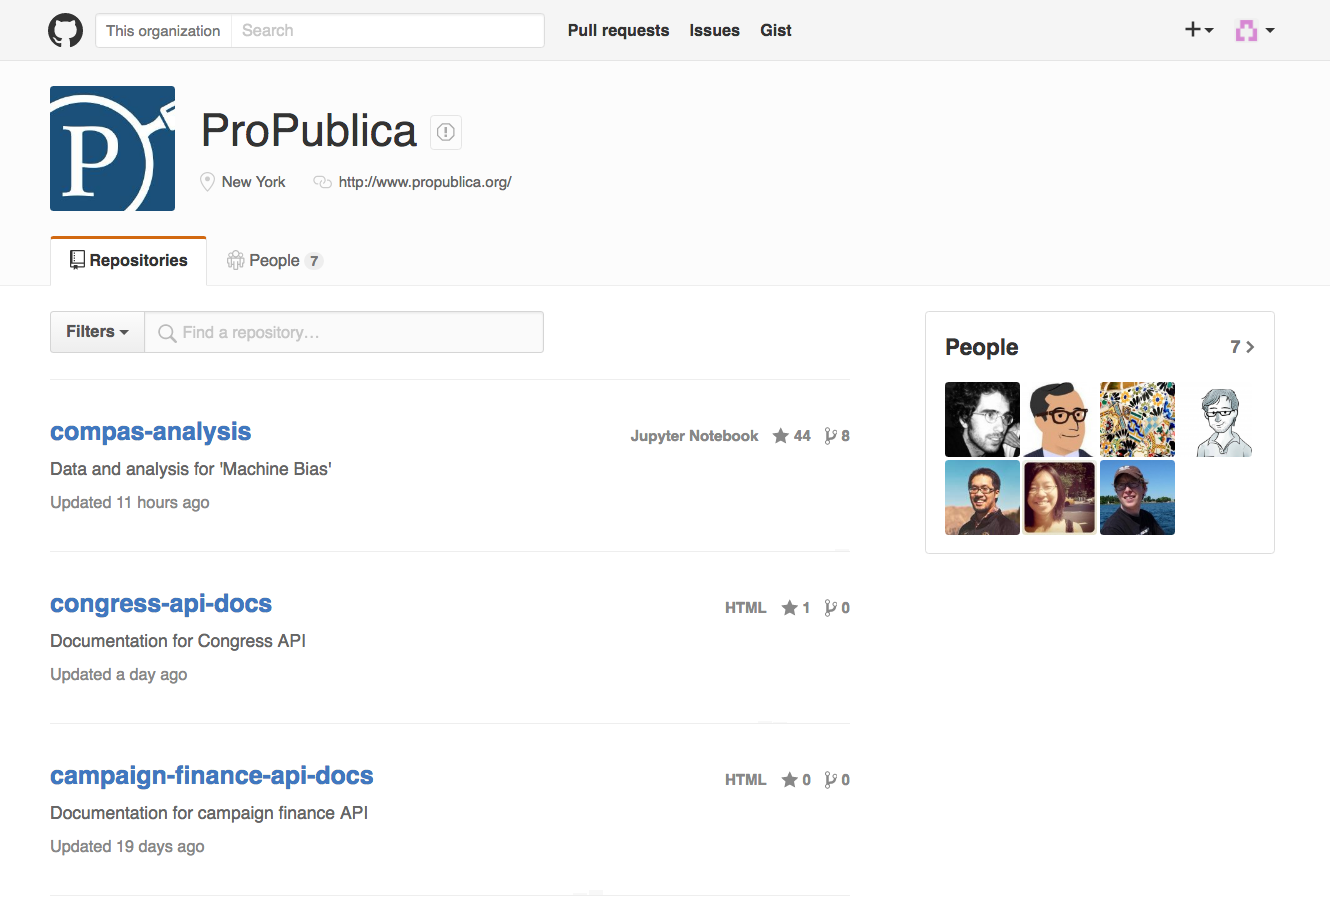 This organization Search Pull requests Issues Gist
P
ProPublica
New York http://www.propublica.org/
Repositories People 7
Filters Find a repository…
People 7
compas-analysis Jupyter Notebook 44 8
Data and analysis for 'Machine Bias'
Updated 11 hours ago
congress-api-docs HTML 1 0
Documentation for Congress API
Updated a day ago
campaign-finance-api-docs HTML 0 0
Documentation for campaign finance API
Updated 19 days ago